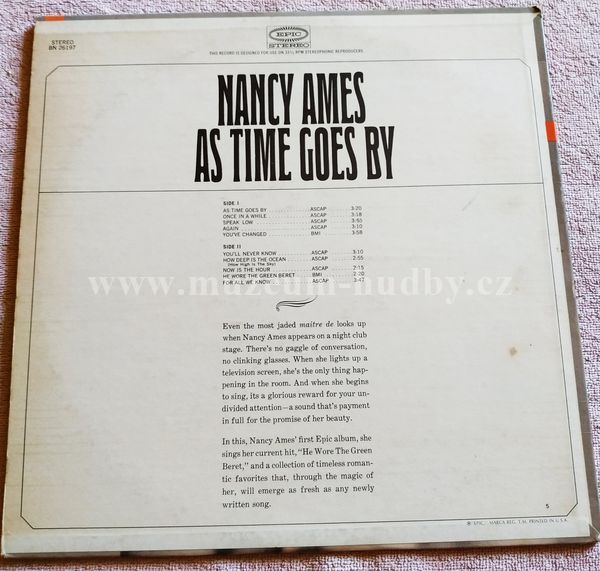 STEREO
BN 26197
EPIC
STEREO
THIS RECORD IS DESIGNED FOR USE ON 33⅓ RPM STEREOPHONIC REPRODUCERS.
NANCY AMES
AS TIME GOES BY
SIDE I
AS TIME GOES BY ............ ASCAP ........ 3:20
ONCE IN A WHILE ............ ASCAP ........ 3:18
SPEAK LOW ............ ASCAP ........ 3:55
AGAIN ............ ASCAP ........ 3:10
YOU'VE CHANGED ............ BMI ........ 3:58
SIDE II
YOU'LL NEVER KNOW ............ ASCAP ........ 3:10
HOW DEEP IS THE OCEAN ............ ASCAP ........ 2:55
(How High Is The Sky)
NOW IS THE HOUR ............ ASCAP ........ 2:15
HE WORE THE GREEN BERET ............ BMI ........ 2:20
FOR ALL WE KNOW ............ ASCAP ........ 3:47
www.muzeum-hudby.cz
Even the most jaded maitre de looks up
when Nancy Ames appears on a night club
stage. There's no gaggle of conversation,
no clinking glasses. When she lights up a
television screen, she's the only thing hap-
pening in the room. And when she begins
to sing, its a glorious reward for your un-
divided attention—a sound that's payment
in full for the promise of her beauty.
In this, Nancy Ames' first Epic album, she
sings her current hit, "He Wore The Green
Beret," and a collection of timeless roman-
tic favorites that, through the magic of
her, will emerge as fresh as any newly
written song.
5
® "EPIC," MARCA REG. T.M. PRINTED IN U.S.A.